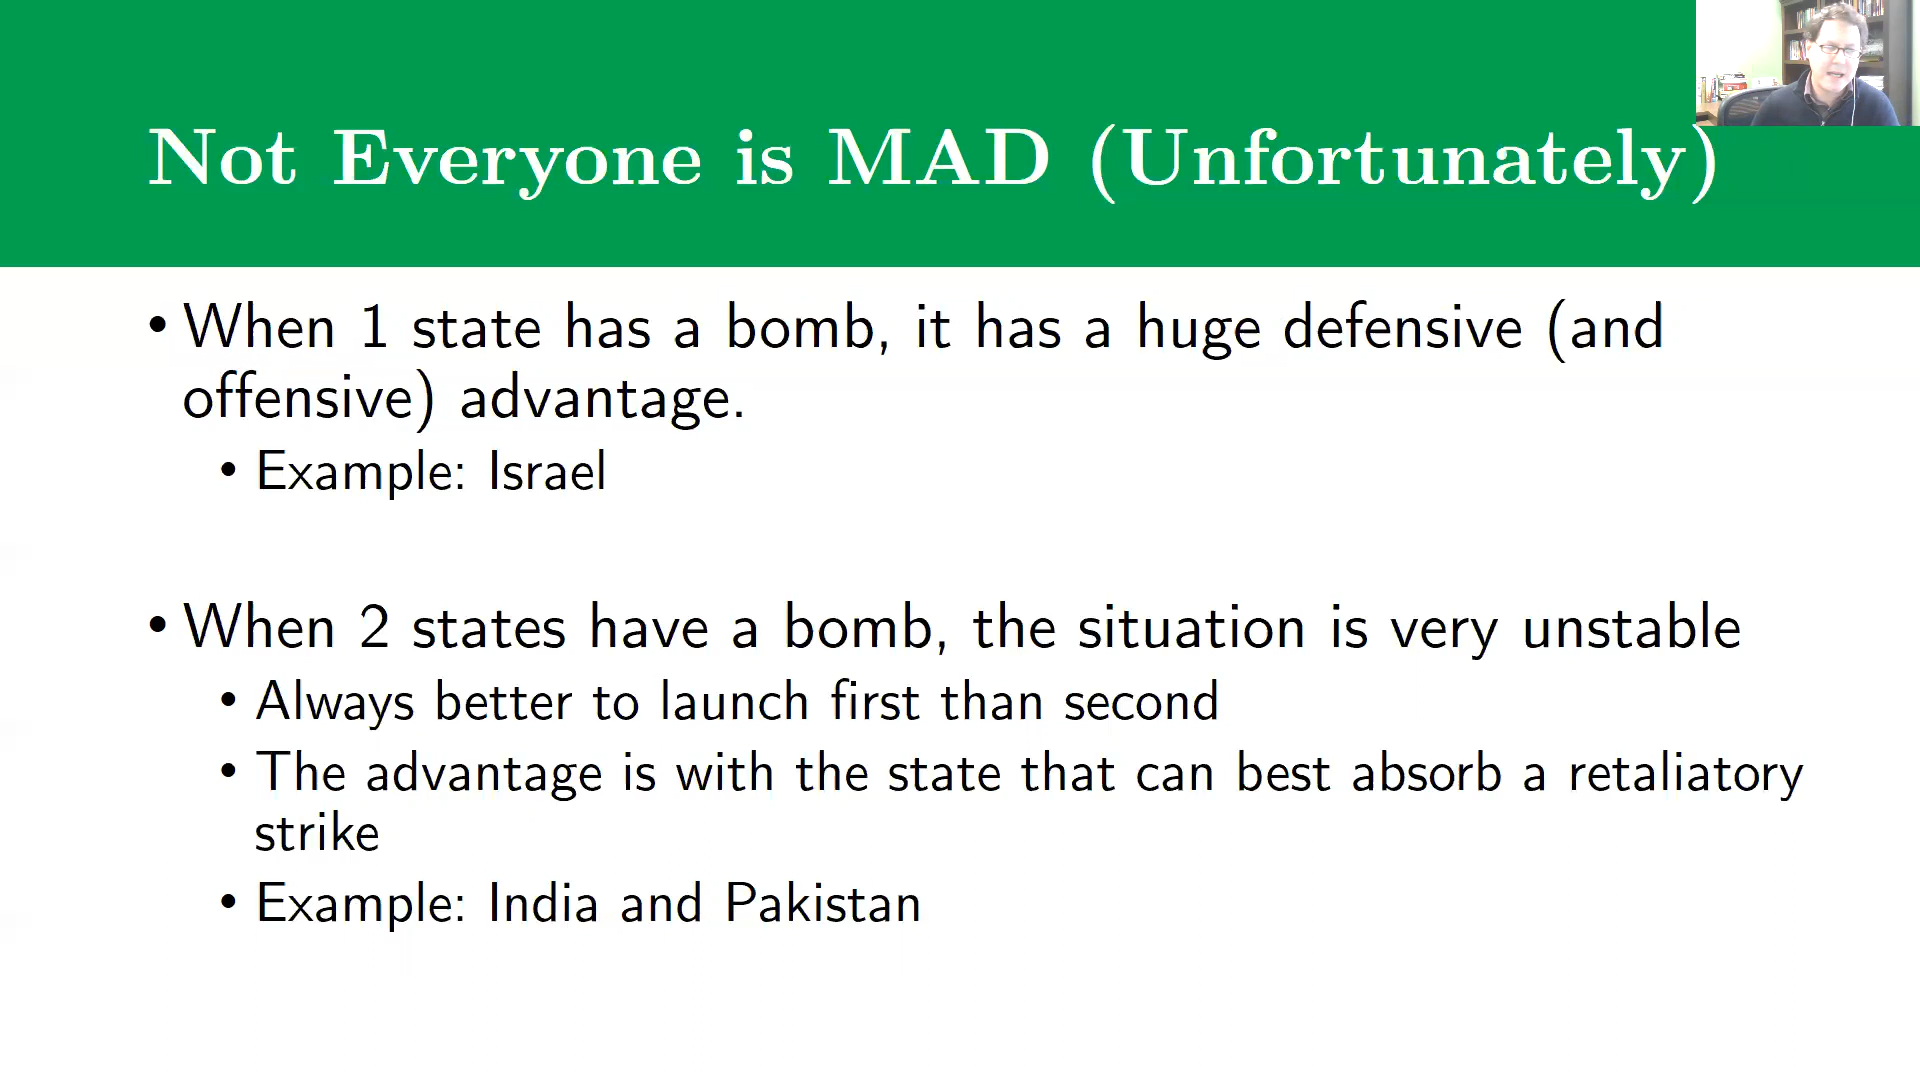 Not Everyone is MAD (Unfortunately)
• When 1 state has a bomb, it has a huge defensive (and
offensive) advantage.
• Example: Israel
• When 2 states have a bomb, the situation is very unstable
• Always better to launch first than second
• The advantage is with the state that can best absorb a retaliatory
strike
• Example: India and Pakistan